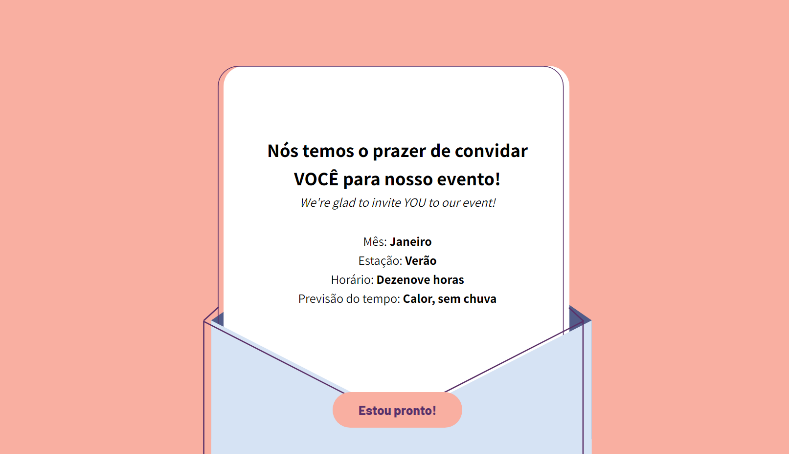 Nós temos o prazer de convidar
VOCÊ para nosso evento!
We're glad to invite YOU to our event!
Mês: Janeiro
Estação: Verão
Horário: Dezenove horas
Previsão do tempo: Calor, sem chuva
Estou pronto!